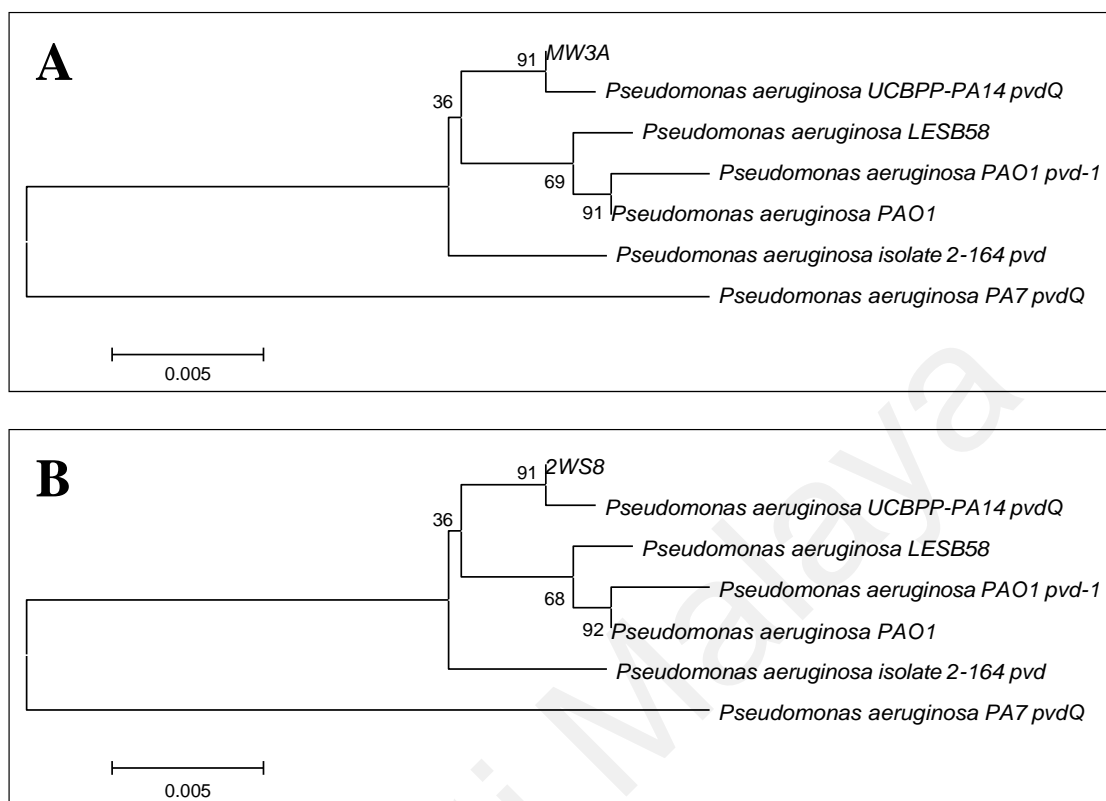 A
MW3A
91
Pseudomonas aeruginosa UCBPP-PA14 pvdQ
36
Pseudomonas aeruginosa LESB58
Pseudomonas aeruginosa PAO1 pvd-1
69
91
Pseudomonas aeruginosa PAO1
Pseudomonas aeruginosa isolate 2-164 pvd
Pseudomonas aeruginosa PA7 pvdQ
0.005
B
2WS8
91
Pseudomonas aeruginosa UCBPP-PA14 pvdQ
36
Pseudomonas aeruginosa LESB58
Pseudomonas aeruginosa PAO1 pvd-1
68
92
Pseudomonas aeruginosa PAO1
Pseudomonas aeruginosa isolate 2-164 pvd
Pseudomonas aeruginosa PA7 pvdQ
0.005
Malaya